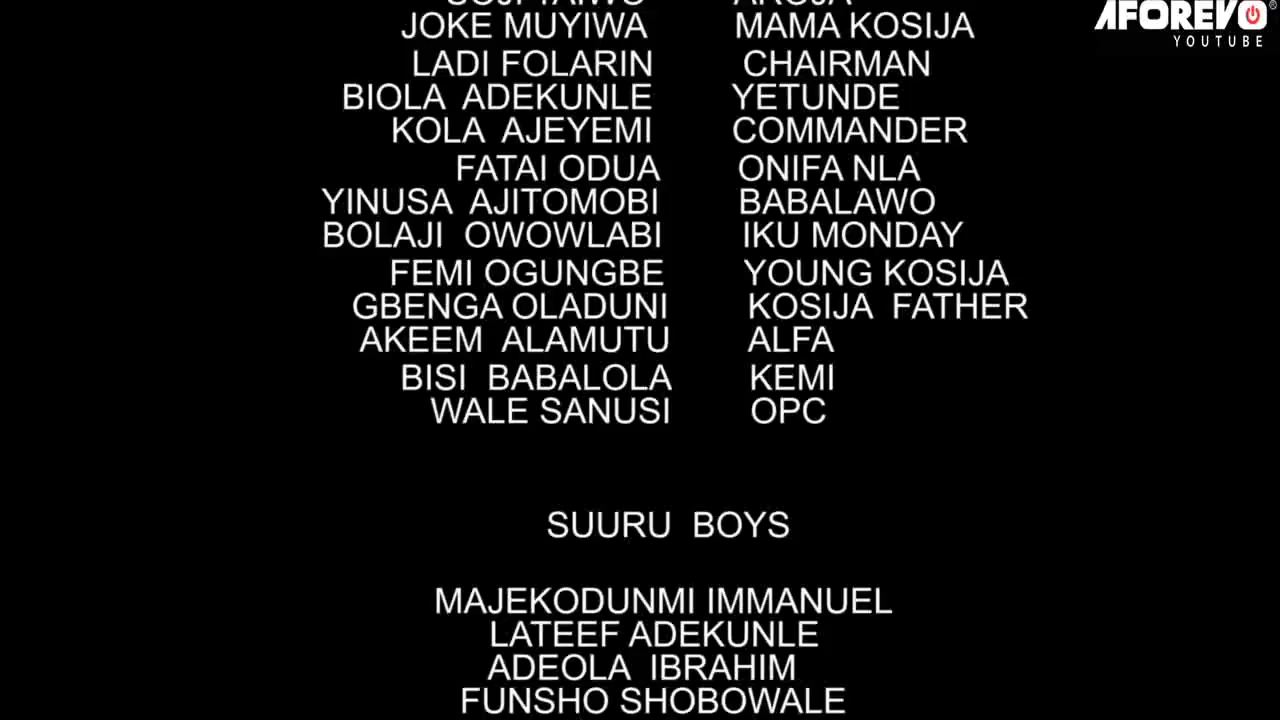 AFOREVO
YOUTUBE
JOKE MUYIWA MAMA KOSIJA
LADI FOLARIN CHAIRMAN
BIOLA ADEKUNLE YETUNDE
KOLA AJEYEMI COMMANDER
FATAI ODUA ONIFA NLA
YINUSA AJITOMOBI BABALAWO
BOLAJI OWOWLABI IKU MONDAY
FEMI OGUNGBE YOUNG KOSIJA
GBENGA OLADUNI KOSIJA FATHER
AKEEM ALAMUTU ALFA
BISI BABALOLA KEMI
WALE SANUSI OPC
SUURU BOYS
MAJEKODUNMI IMMANUEL
LATEEF ADEKUNLE
ADEOLA IBRAHIM
FUNSHO SHOBOWALE